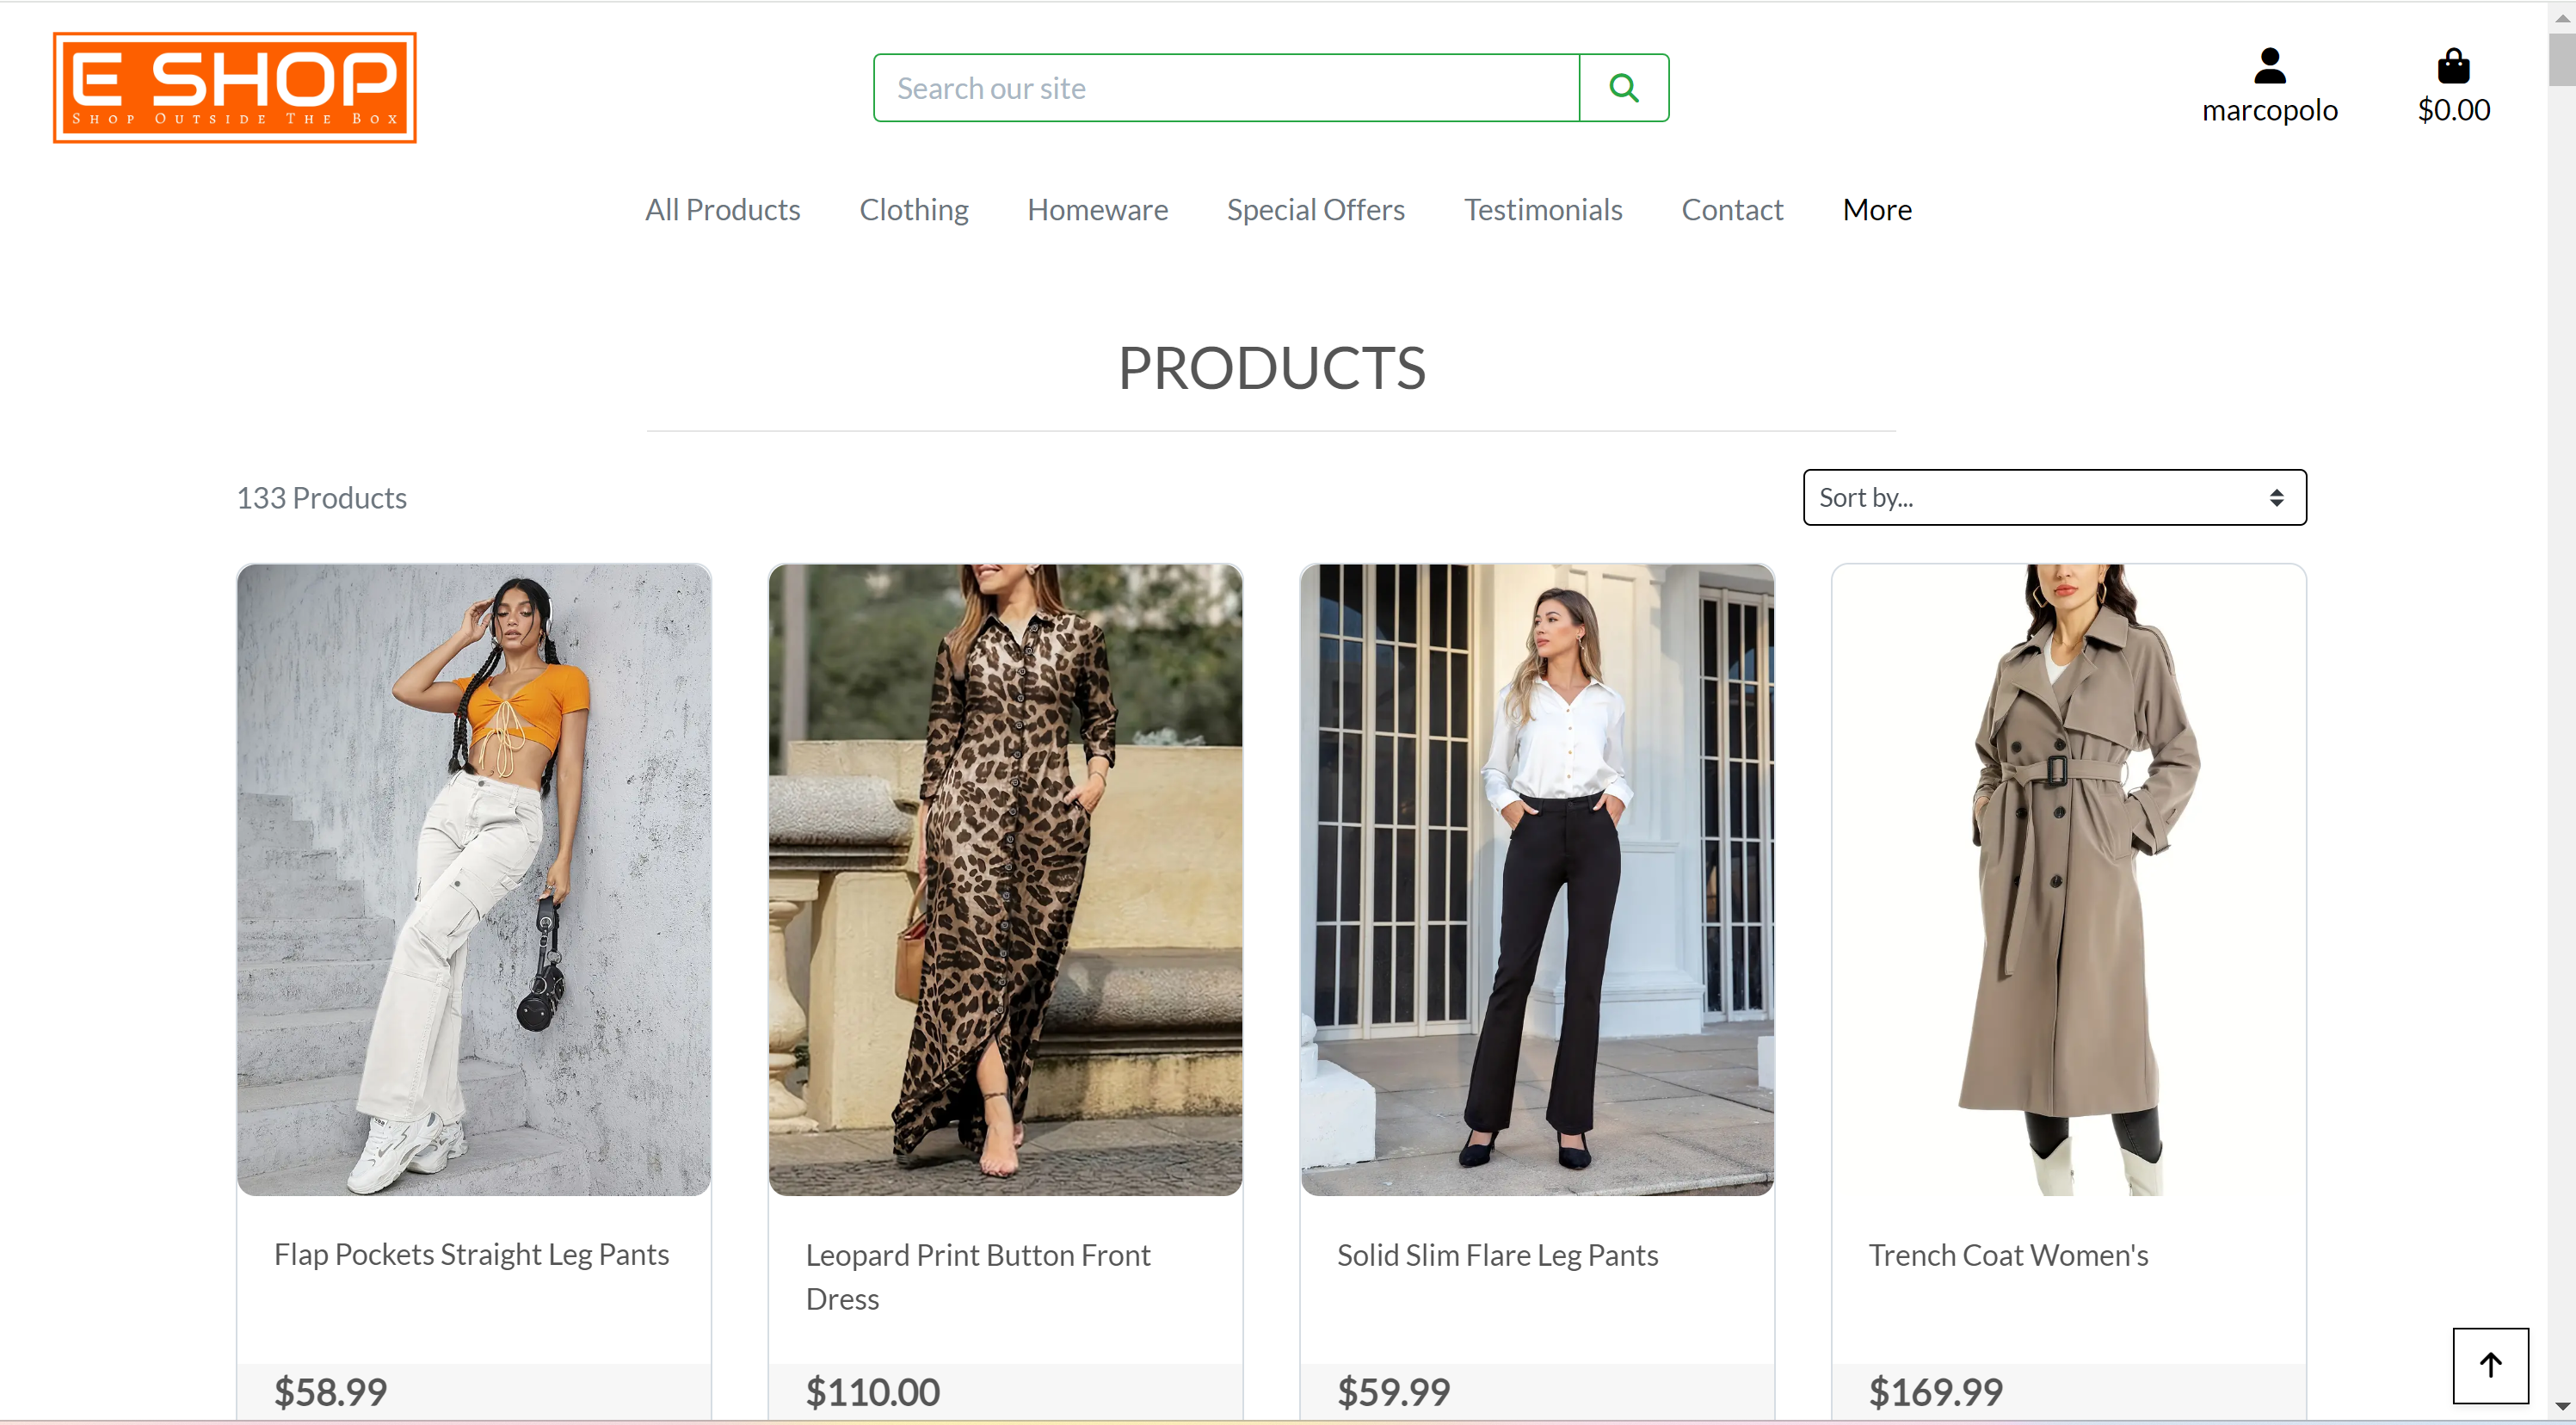 E SHOP
Shop Outside The Box
Search our site
marcopolo
$0.00
All Products Clothing Homeware Special Offers Testimonials Contact More
PRODUCTS
133 Products
Sort by...
Flap Pockets Straight Leg Pants
Leopard Print Button Front
Dress
Solid Slim Flare Leg Pants
Trench Coat Women's
$58.99
$110.00
$59.99
$169.99